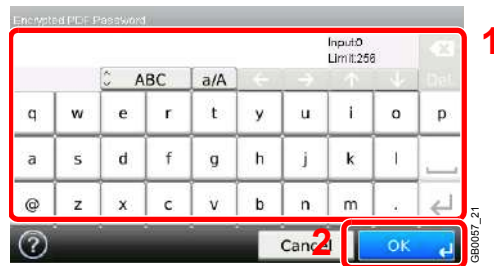 Encrypted PDF Password
1
Input:0
Limit:256
ABC a/A Del.
q w e r t y u i o p
a s d f g h j k l
@ z x c v b n m .
2
? Cancel OK
GB0057_21